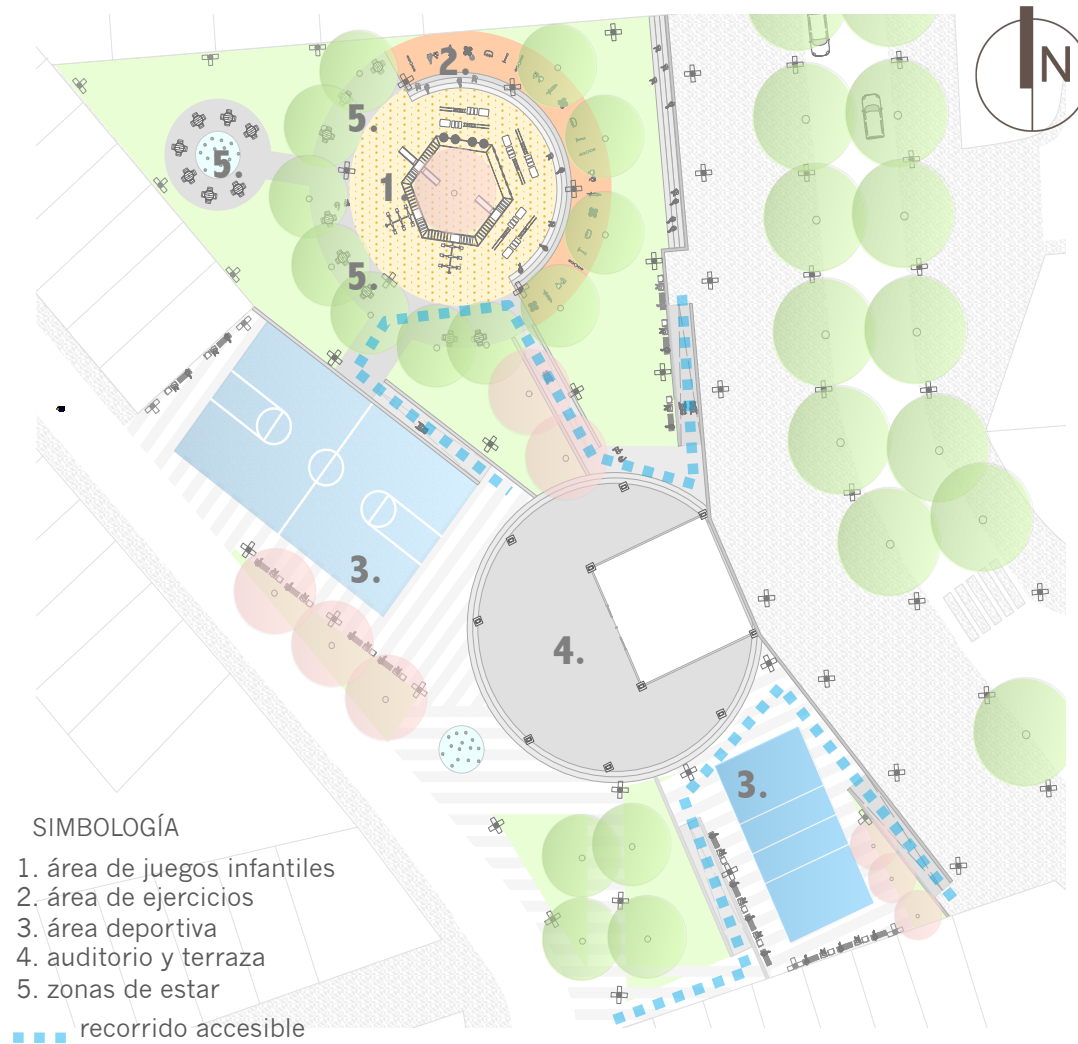 N
2.
5.
5.
1
5.
3.
4.
3.
SIMBOLOGÍA
1. área de juegos infantiles
2. área de ejercicios
3. área deportiva
4. auditorio y terraza
5. zonas de estar
recorrido accesible